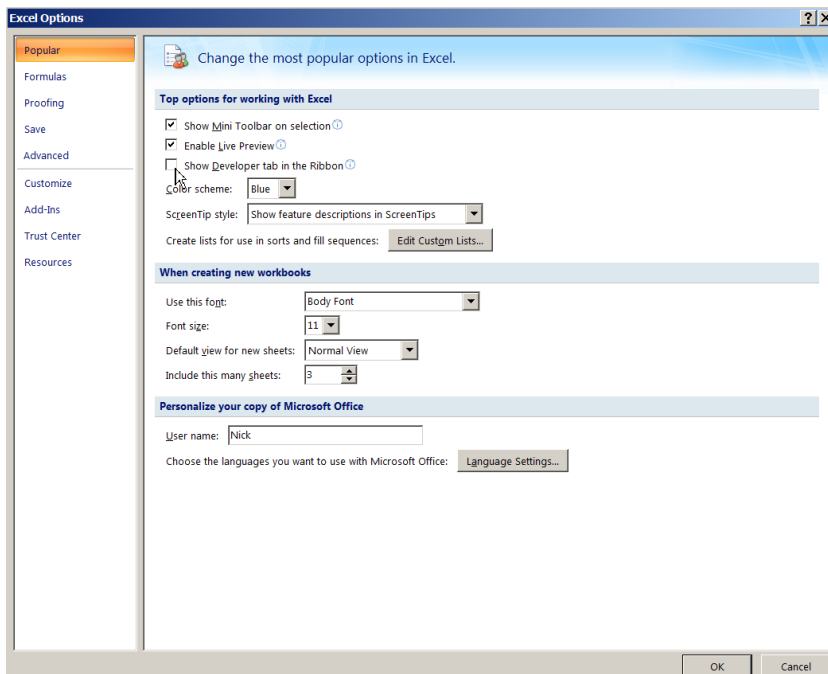 Excel Options
Popular
Formulas
Proofing
Save
Advanced
Customize
Add-Ins
Trust Center
Resources
Change the most popular options in Excel.
Top options for working with Excel
Show Mini Toolbar on selection
Enable Live Preview
Show Developer tab in the Ribbon
Color scheme: Blue
ScreenTip style: Show feature descriptions in ScreenTips
Create lists for use in sorts and fill sequences: Edit Custom Lists...
When creating new workbooks
Use this font: Body Font
Font size: 11
Default view for new sheets: Normal View
Include this many sheets: 3
Personalize your copy of Microsoft Office
User name: Nick
Choose the languages you want to use with Microsoft Office: Language Settings...
OK Cancel